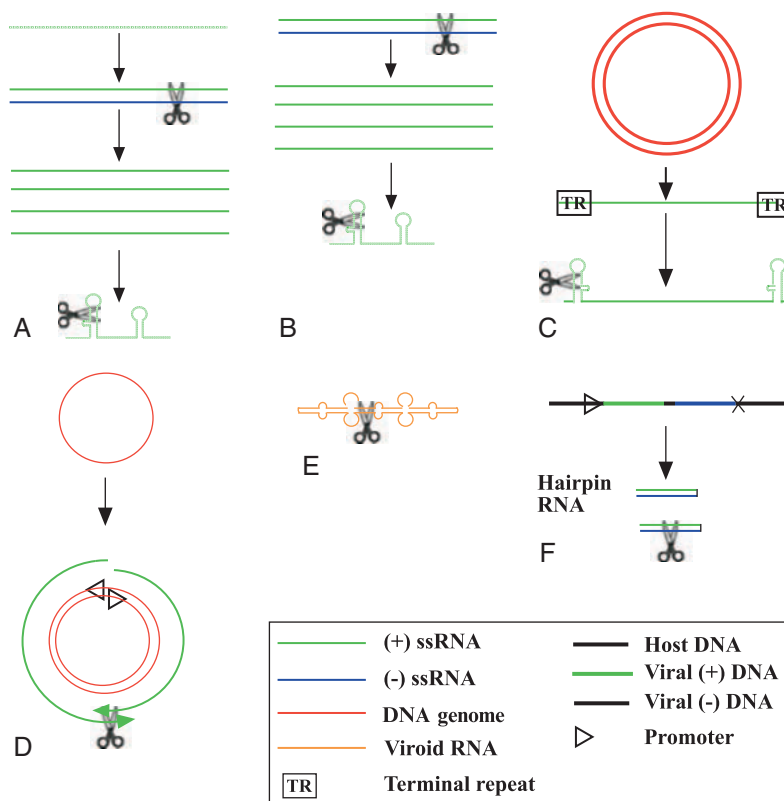 TR
TR
A
B
C
Hairpin
RNA
E
F
D
(+) ssRNA
(-) ssRNA
DNA genome
Viroid RNA
TR Terminal repeat
Host DNA
Viral (+) DNA
Viral (-) DNA
Promoter